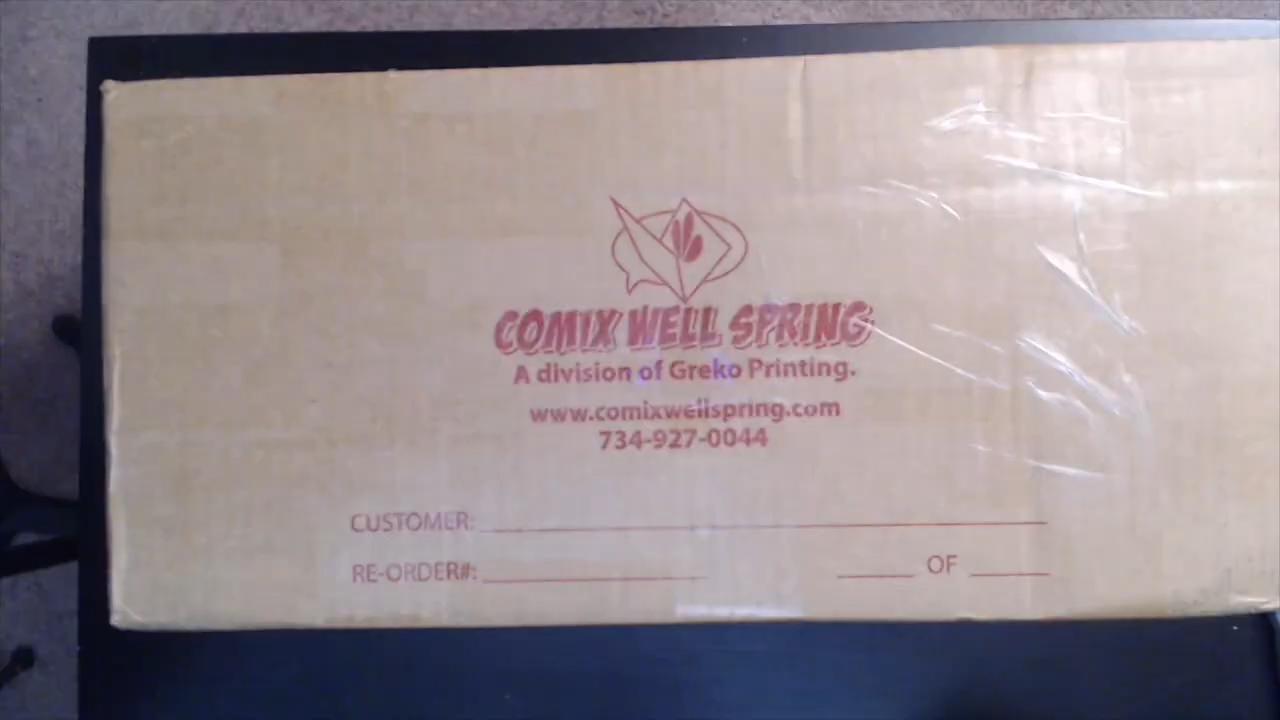 COMIX WELL SPRING
A division of Greko Printing.
www.comixwellspring.com
734-927-0044
CUSTOMER:
RE-ORDER#: OF